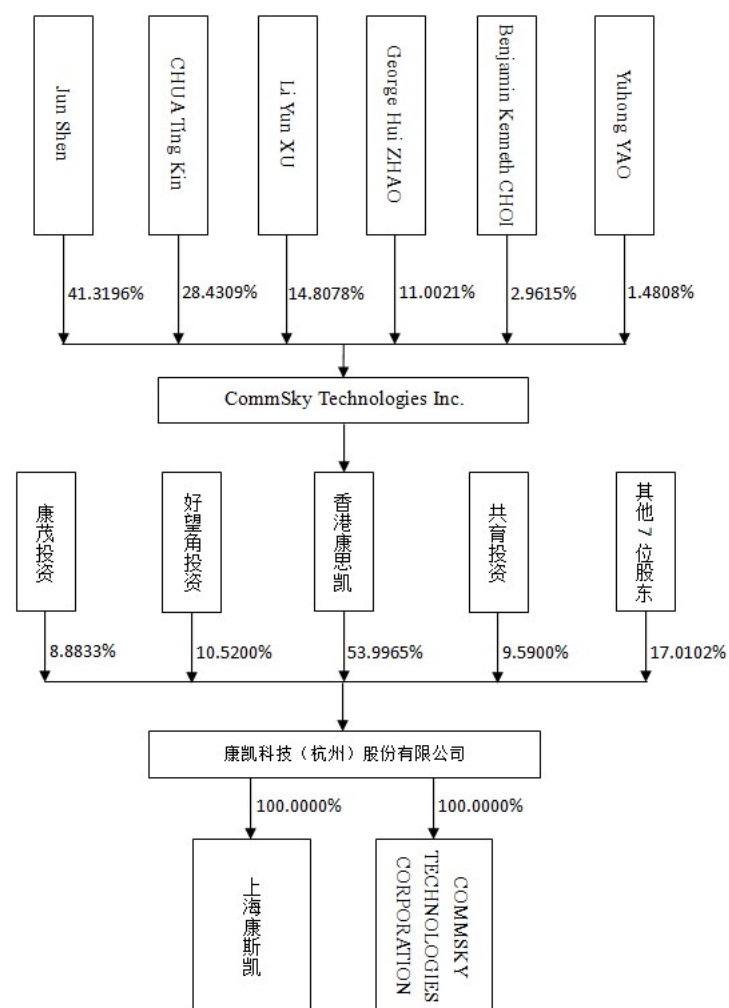 Jun Shen
CHUA Ting Kin
Li Yun XU
George Hui ZHAO
Benjamin Kenneth CHOI
Yuhong YAO
41.3196%
28.4309%
14.8078%
11.0021%
2.9615%
1.4808%
CommSky Technologies Inc.
康茂投资
好望角投资
香港康思凯
共育投资
其他7位股东
8.8833%
10.5200%
53.9965%
9.5900%
17.0102%
康凯科技（杭州）股份有限公司
100.0000%
100.0000%
上海康斯凯
COMMSKY
TECHNOLOGIES
CORPORATION